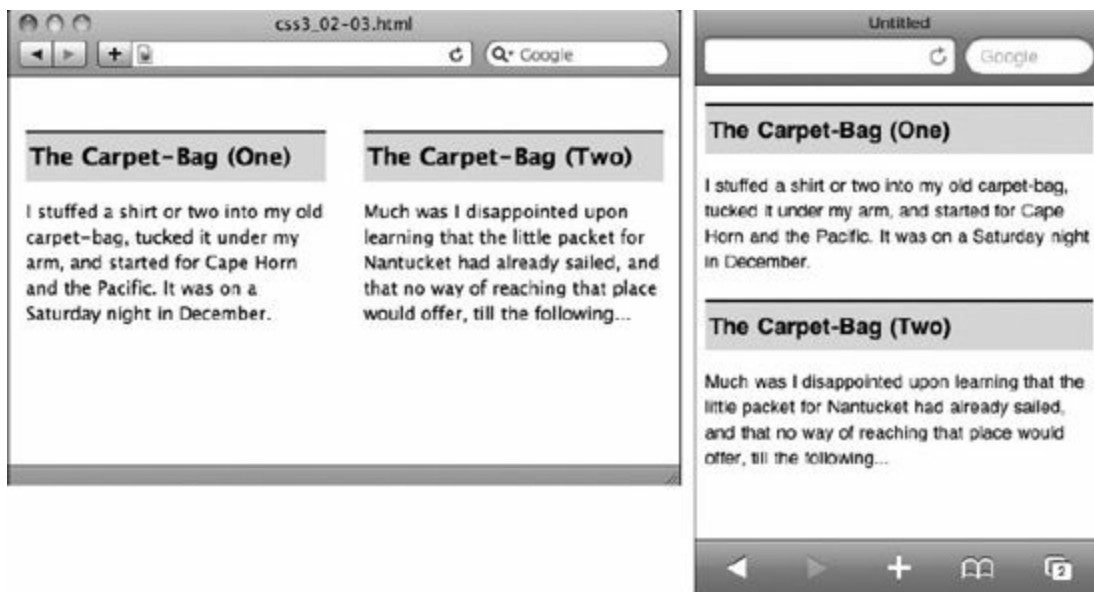 css3_02-03.html
Google
The Carpet-Bag (One)
I stuffed a shirt or two into my old
carpet-bag, tucked it under my
arm, and started for Cape Horn
and the Pacific. It was on a
Saturday night in December.
The Carpet-Bag (Two)
Much was I disappointed upon
learning that the little packet for
Nantucket had already sailed, and
that no way of reaching that place
would offer, till the following...
Untitled
Google
The Carpet-Bag (One)
I stuffed a shirt or two into my old carpet-bag,
tucked it under my arm, and started for Cape
Horn and the Pacific. It was on a Saturday night
in December.
The Carpet-Bag (Two)
Much was I disappointed upon learning that the
little packet for Nantucket had already sailed,
and that no way of reaching that place would
offer, till the following...
2